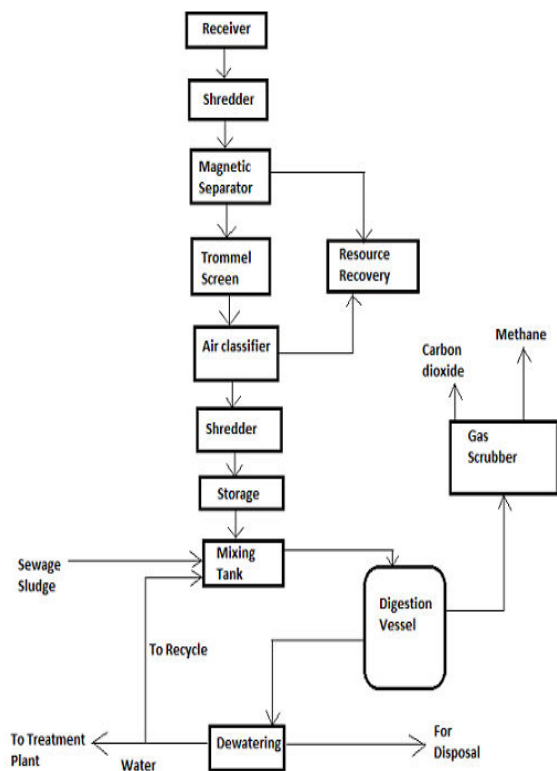 Receiver
Shredder
Magnetic
Separator
Trommel
Screen
Resource
Recovery
Air classifier
Methane
Carbon
dioxide
Shredder
Gas
Scrubber
Storage
Sewage
Sludge
Mixing
Tank
Digestion
Vessel
To Recycle
To Treatment
Plant
Water
Dewatering
For
Disposal